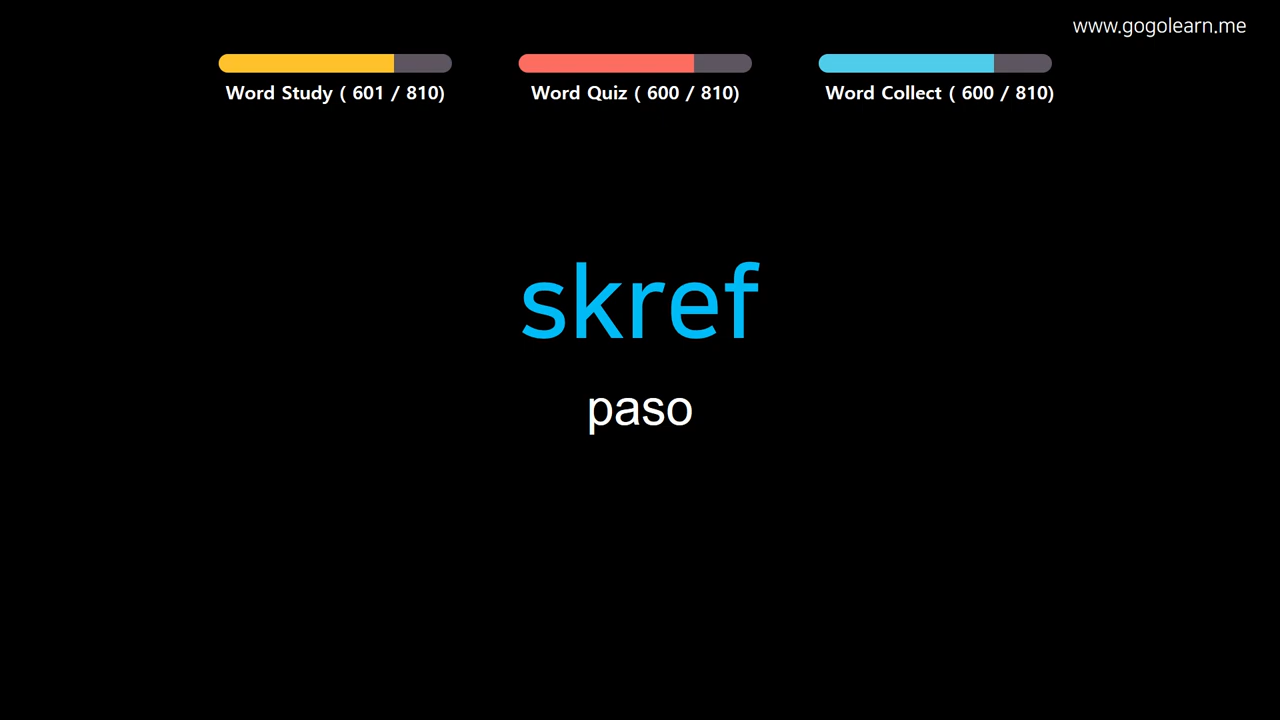 www.gogolearn.me
Word Study ( 601 / 810)
Word Quiz ( 600 / 810)
Word Collect ( 600 / 810)
skref
paso